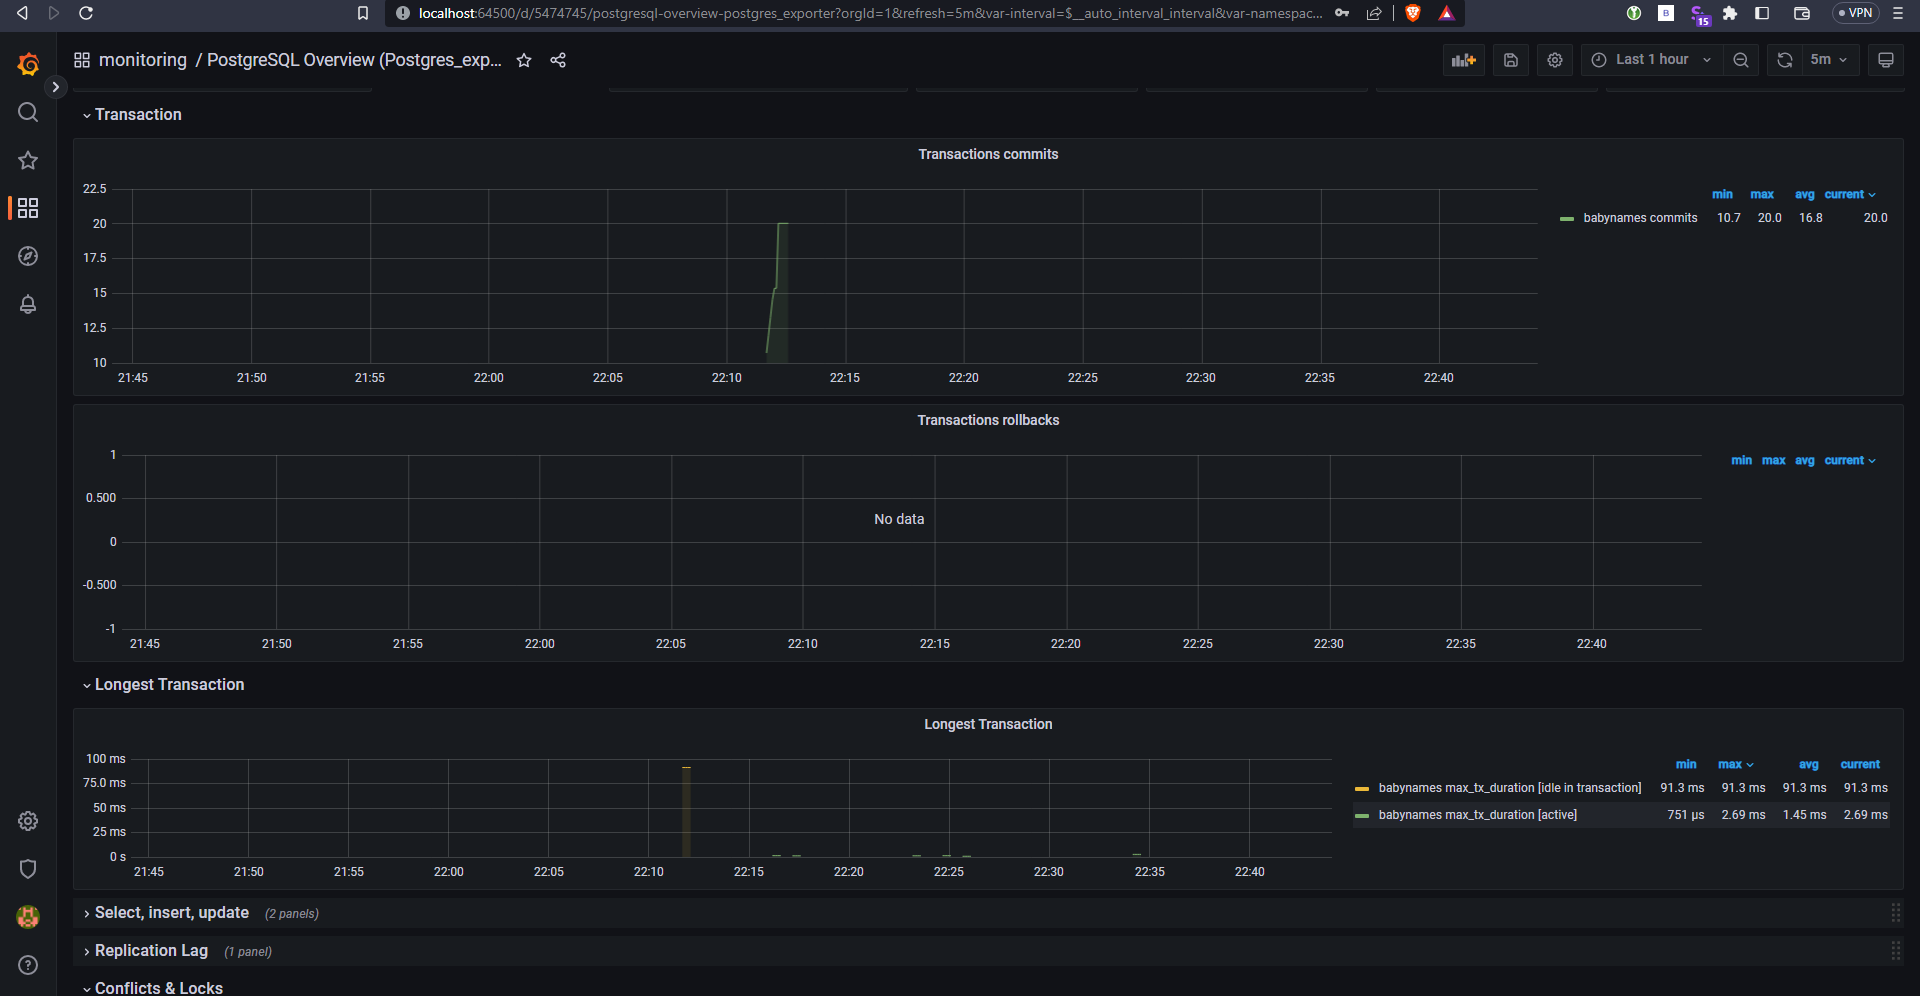 localhost:64500/d/5474745/postgresql-overview-postgres_exporter?orgId=1&refresh=5m&var-interval=$__auto_interval_interval&var-namespac...
B
15
VPN
monitoring / PostgreSQL Overview (Postgres_exp...
Last 1 hour
5m
Transaction
Transactions commits
22.5
20
17.5
15
12.5
10
21:45 21:50 21:55 22:00 22:05 22:10 22:15 22:20 22:25 22:30 22:35 22:40
min max avg current
babynames commits 10.7 20.0 16.8 20.0
Transactions rollbacks
1
0.500
0
-0.500
-1
No data
21:45 21:50 21:55 22:00 22:05 22:10 22:15 22:20 22:25 22:30 22:35 22:40
min max avg current
Longest Transaction
Longest Transaction
100 ms
75.0 ms
50 ms
25 ms
0 s
21:45 21:50 21:55 22:00 22:05 22:10 22:15 22:20 22:25 22:30 22:35 22:40
min max avg current
babynames max_tx_duration [idle in transaction] 91.3 ms 91.3 ms 91.3 ms 91.3 ms
babynames max_tx_duration [active] 751 µs 2.69 ms 1.45 ms 2.69 ms
Select, insert, update (2 panels)
Replication Lag (1 panel)
Conflicts & Locks